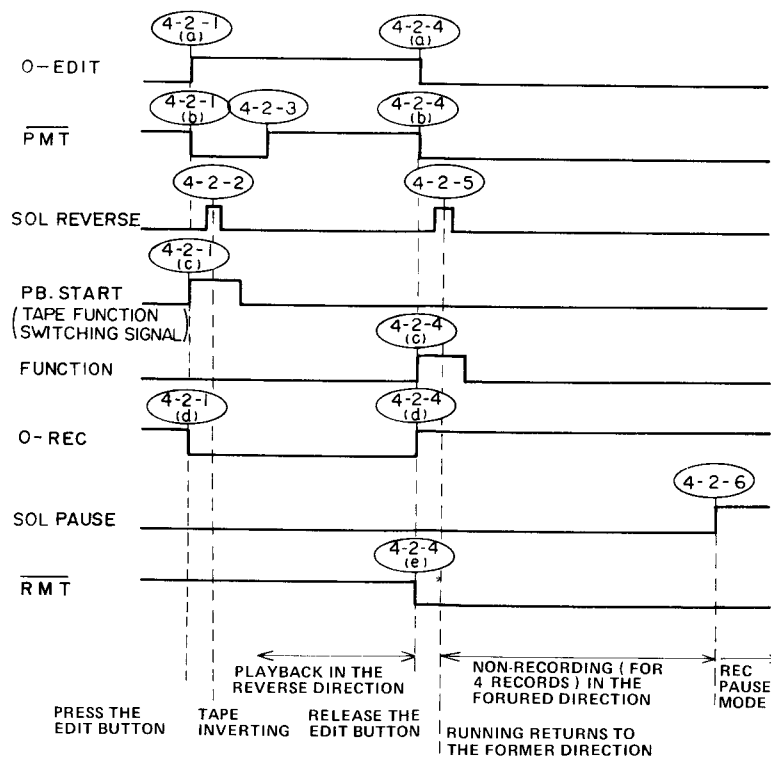 4-2-1
(a)
4-2-4
(a)
O-EDIT
4-2-1
(b)
4-2-3
4-2-4
(b)
PMT
4-2-2
4-2-5
SOL REVERSE
4-2-1
(c)
PB. START
(TAPE FUNCTION
SWITCHING SIGNAL)
4-2-4
(c)
FUNCTION
4-2-1
(d)
4-2-4
(d)
O-REC
4-2-6
SOL PAUSE
4-2-4
(e)
RMT
PLAYBACK IN THE
REVERSE DIRECTION
NON-RECORDING (FOR
4 RECORDS) IN THE
FORURED DIRECTION
REC
PAUSE
MODE
PRESS THE
EDIT BUTTON
TAPE
INVERTING
RELEASE THE
EDIT BUTTON
RUNNING RETURNS TO
THE FORMER DIRECTION